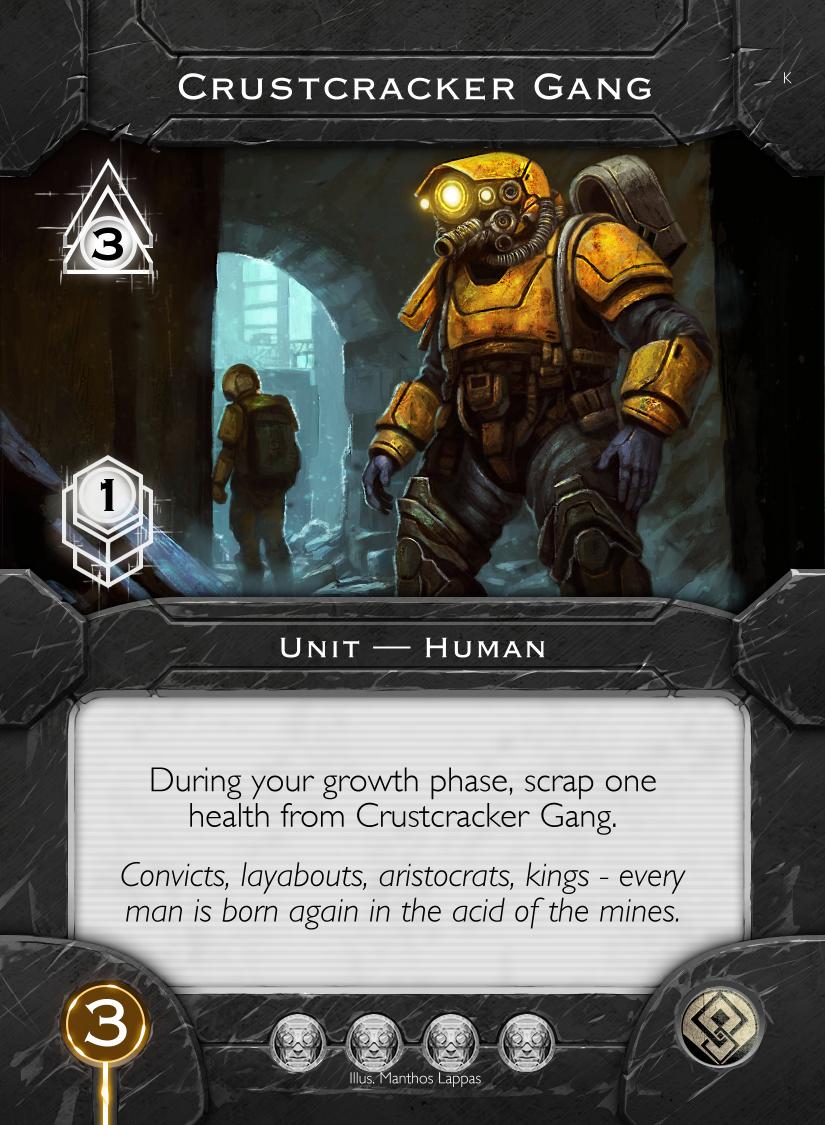 Crustcracker Gang
K
3
1
Unit — Human
During your growth phase, scrap one
health from Crustcracker Gang.
Convicts, layabouts, aristocrats, kings - every
man is born again in the acid of the mines.
3
Illus. Manthos Lappas